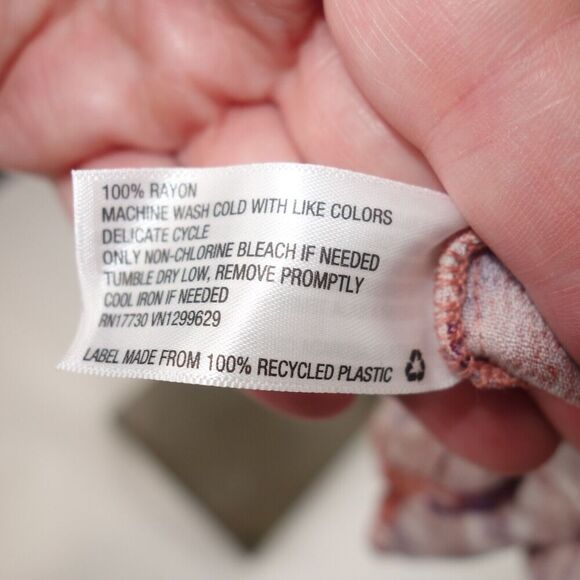 100% RAYON
MACHINE WASH COLD WITH LIKE COLORS
DELICATE CYCLE
ONLY NON-CHLORINE BLEACH IF NEEDED
TUMBLE DRY LOW, REMOVE PROMPTLY
COOL IRON IF NEEDED
RN17730 VN1299629
LABEL MADE FROM 100% RECYCLED PLASTIC